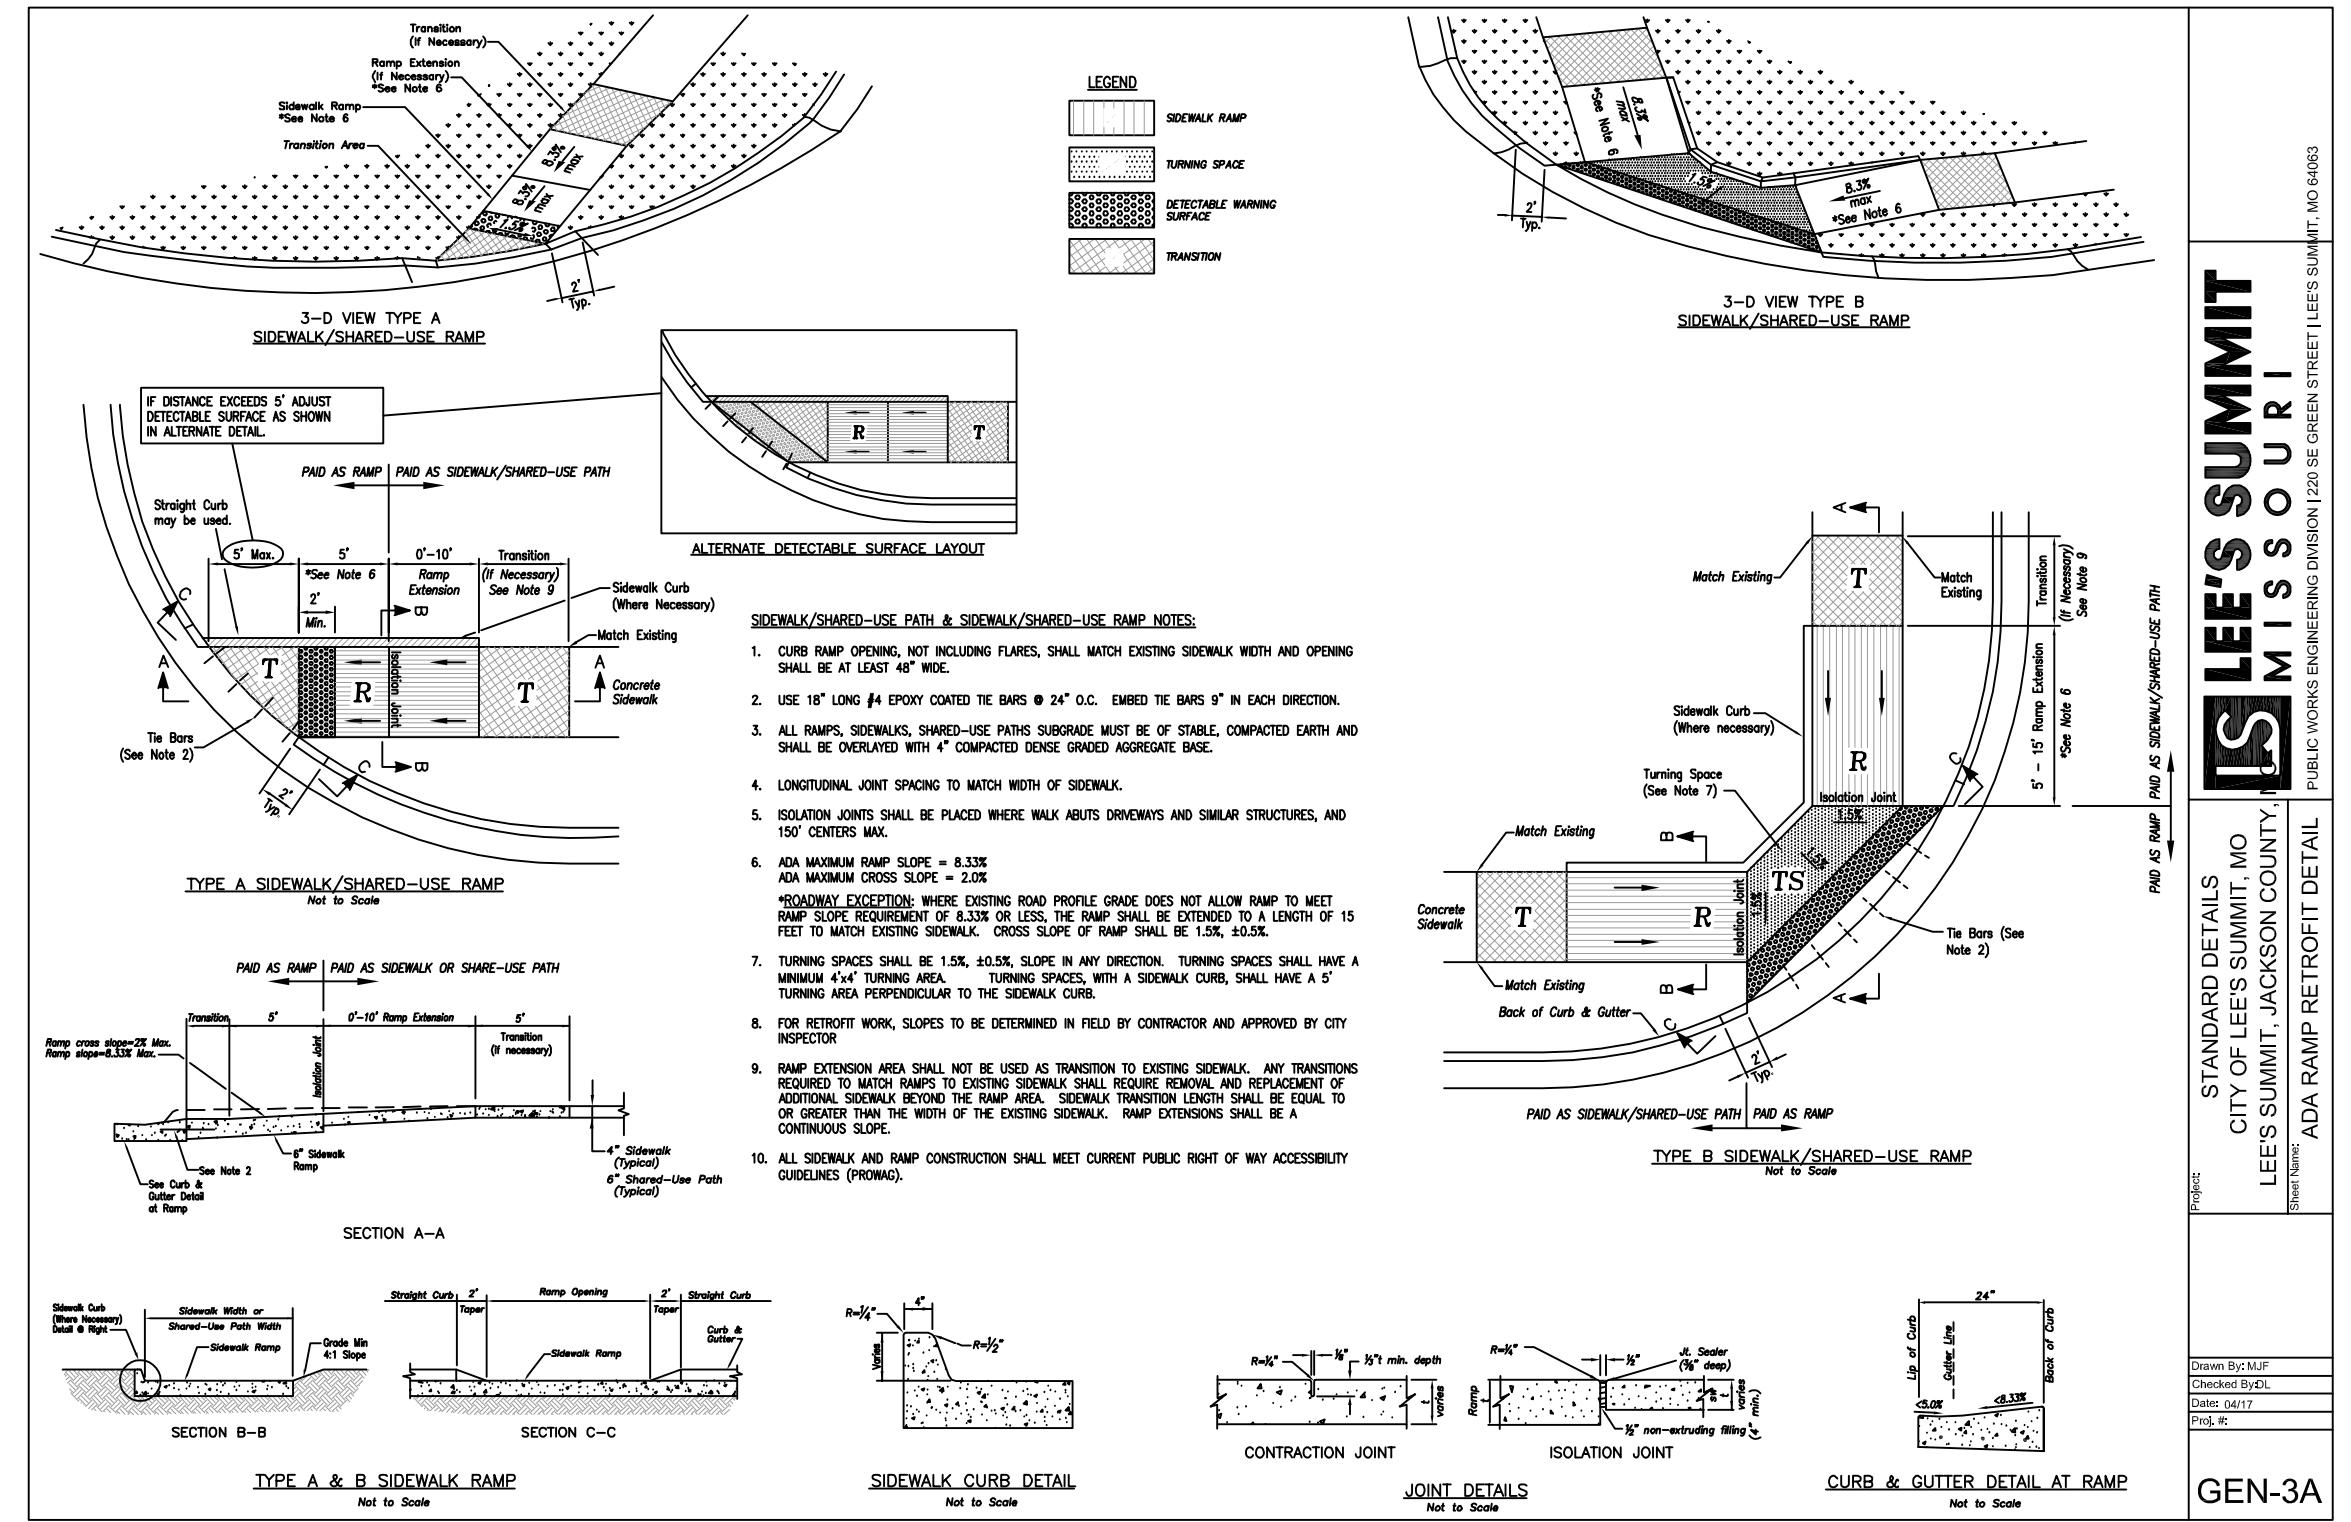 Transition
(If Necessary)
Ramp Extension
(If Necessary)
*See Note 6
Sidewalk Ramp
*See Note 6
Transition Area
8.3%
max
8.3%
max
1.5%
2'
Typ.
3-D VIEW TYPE A
SIDEWALK/SHARED-USE RAMP
LEGEND
SIDEWALK RAMP
TURNING SPACE
DETECTABLE WARNING
SURFACE
TRANSITION
*See Note 6
8.3%
max
1.5%
8.3%
max
*See Note 6
2'
Typ.
3-D VIEW TYPE B
SIDEWALK/SHARED-USE RAMP
IF DISTANCE EXCEEDS 5' ADJUST
DETECTABLE SURFACE AS SHOWN
IN ALTERNATE DETAIL.
R
T
ALTERNATE DETECTABLE SURFACE LAYOUT
PAID AS RAMP
PAID AS SIDEWALK/SHARED-USE PATH
Straight Curb
may be used.
5' Max.
5'
*See Note 6
2'
Min.
0'-10'
Ramp
Extension
Transition
(If Necessary)
See Note 9
B
Sidewalk Curb
(Where Necessary)
Match Existing
C
A
T
R
Isolation Joint
T
A
Concrete
Sidewalk
Tie Bars
(See Note 2)
B
C
2'
Typ.
TYPE A SIDEWALK/SHARED-USE RAMP
Not to Scale
SIDEWALK/SHARED-USE PATH & SIDEWALK/SHARED-USE RAMP NOTES:
1. CURB RAMP OPENING, NOT INCLUDING FLARES, SHALL MATCH EXISTING SIDEWALK WIDTH AND OPENING
SHALL BE AT LEAST 48" WIDE.
2. USE 18" LONG #4 EPOXY COATED TIE BARS @ 24" O.C. EMBED TIE BARS 9" IN EACH DIRECTION.
3. ALL RAMPS, SIDEWALKS, SHARED-USE PATHS SUBGRADE MUST BE OF STABLE, COMPACTED EARTH AND
SHALL BE OVERLAYED WITH 4" COMPACTED DENSE GRADED AGGREGATE BASE.
4. LONGITUDINAL JOINT SPACING TO MATCH WIDTH OF SIDEWALK.
5. ISOLATION JOINTS SHALL BE PLACED WHERE WALK ABUTS DRIVEWAYS AND SIMILAR STRUCTURES, AND
150' CENTERS MAX.
6. ADA MAXIMUM RAMP SLOPE = 8.33%
ADA MAXIMUM CROSS SLOPE = 2.0%
*ROADWAY EXCEPTION: WHERE EXISTING ROAD PROFILE GRADE DOES NOT ALLOW RAMP TO MEET
RAMP SLOPE REQUIREMENT OF 8.33% OR LESS, THE RAMP SHALL BE EXTENDED TO A LENGTH OF 15
FEET TO MATCH EXISTING SIDEWALK. CROSS SLOPE OF RAMP SHALL BE 1.5%, ±0.5%.
7. TURNING SPACES SHALL BE 1.5%, ±0.5%, SLOPE IN ANY DIRECTION. TURNING SPACES SHALL HAVE A
MINIMUM 4'x4' TURNING AREA. TURNING SPACES, WITH A SIDEWALK CURB, SHALL HAVE A 5'
TURNING AREA PERPENDICULAR TO THE SIDEWALK CURB.
8. FOR RETROFIT WORK, SLOPES TO BE DETERMINED IN FIELD BY CONTRACTOR AND APPROVED BY CITY
INSPECTOR
9. RAMP EXTENSION AREA SHALL NOT BE USED AS TRANSITION TO EXISTING SIDEWALK. ANY TRANSITIONS
REQUIRED TO MATCH RAMPS TO EXISTING SIDEWALK SHALL REQUIRE REMOVAL AND REPLACEMENT OF
ADDITIONAL SIDEWALK BEYOND THE RAMP AREA. SIDEWALK TRANSITION LENGTH SHALL BE EQUAL TO
OR GREATER THAN THE WIDTH OF THE EXISTING SIDEWALK. RAMP EXTENSIONS SHALL BE A
CONTINUOUS SLOPE.
10. ALL SIDEWALK AND RAMP CONSTRUCTION SHALL MEET CURRENT PUBLIC RIGHT OF WAY ACCESSIBILITY
GUIDELINES (PROWAG).
A
Match Existing
T
Match
Existing
Transition
(If Necessary)
See Note 9
Sidewalk Curb
(Where necessary)
R
5' - 15' Ramp Extension
*See Note 6
PAID AS SIDEWALK/SHARED-USE PATH
PAID AS RAMP
Turning Space
(See Note 7)
Isolation Joint
1.5%
C
Match Existing
B
1.5%
TS
Isolation Joint
1.5%
Concrete
Sidewalk
T
R
Tie Bars (See
Note 2)
Match Existing
B
A
Back of Curb & Gutter
C
2'
Typ.
PAID AS SIDEWALK/SHARED-USE PATH
PAID AS RAMP
TYPE B SIDEWALK/SHARED-USE RAMP
Not to Scale
PAID AS RAMP
PAID AS SIDEWALK OR SHARE-USE PATH
Transition
5'
0'-10' Ramp Extension
5'
Transition
(If necessary)
Ramp cross slope=2% Max.
Ramp slope=8.33% Max.
Isolation Joint
See Note 2
6" Sidewalk
Ramp
See Curb &
Gutter Detail
at Ramp
4" Sidewalk
(Typical)
6" Shared-Use Path
(Typical)
SECTION A-A
Sidewalk Curb
(Where Necessary)
Detail @ Right
Sidewalk Width or
Shared-Use Path Width
Sidewalk Ramp
Grade Min
4:1 Slope
SECTION B-B
Straight Curb
2'
Taper
Ramp Opening
2'
Taper
Straight Curb
Curb &
Gutter
Sidewalk Ramp
SECTION C-C
TYPE A & B SIDEWALK RAMP
Not to Scale
R=¼"
4"
R=½"
Varies
SIDEWALK CURB DETAIL
Not to Scale
R=¼"
⅛"
⅓"t min. depth
t
varies
CONTRACTION JOINT
R=¼"
½"
Jt. Sealer
(⅜" deep)
Ramp
t
sw t
varies
(4" min.)
½" non-extruding filling
ISOLATION JOINT
JOINT DETAILS
Not to Scale
24"
Lip of Curb
Gutter Line
Back of Curb
<5.0%
<8.33%
CURB & GUTTER DETAIL AT RAMP
Not to Scale
LS
LEE'S SUMMIT
MISSOURI
PUBLIC WORKS ENGINEERING DIVISION | 220 SE GREEN STREET | LEE'S SUMMIT, MO 64063
Project:
STANDARD DETAILS
CITY OF LEE'S SUMMIT, MO
LEE'S SUMMIT, JACKSON COUNTY,
Sheet Name:
ADA RAMP RETROFIT DETAIL
Drawn By: MJF
Checked By:DL
Date: 04/17
Proj. #:
GEN-3A